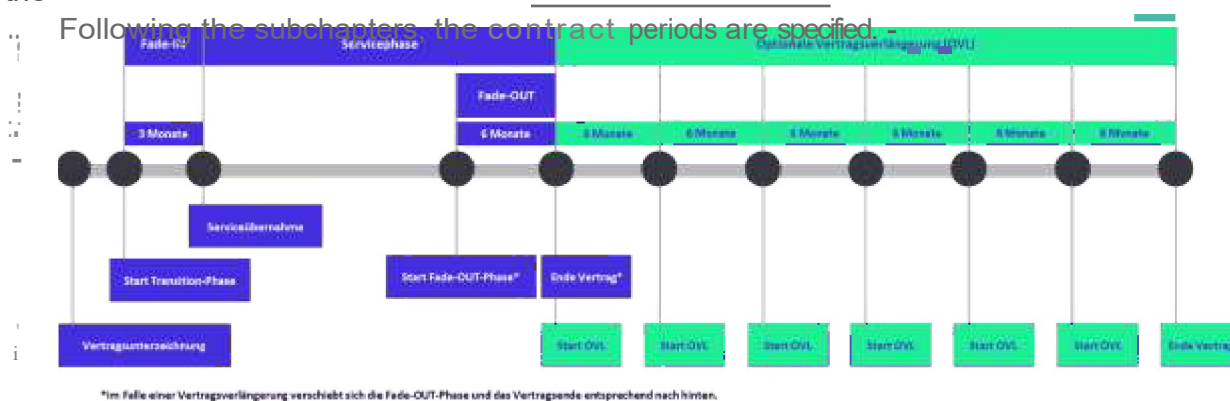 the
Following the subchapters, the contract periods are specified. -
Fade-IN Servicephase Optionale Vertragsverlängerung (OVL)
Fade-OUT
3 Monate 6 Monate 6 Monate 6 Monate 6 Monate 6 Monate 6 Monate 6 Monate
Serviceübernahme
Start Transition-Phase Start Fade-OUT-Phase* Ende Vertrag*
Vertragsunterzeichnung Start OVL Start OVL Start OVL Start OVL Start OVL Start OVL Ende Vertrag
*Im Falle einer Vertragsverlängerung verschiebt sich die Fade-OUT-Phase und das Vertragsende entsprechend nach hinten.